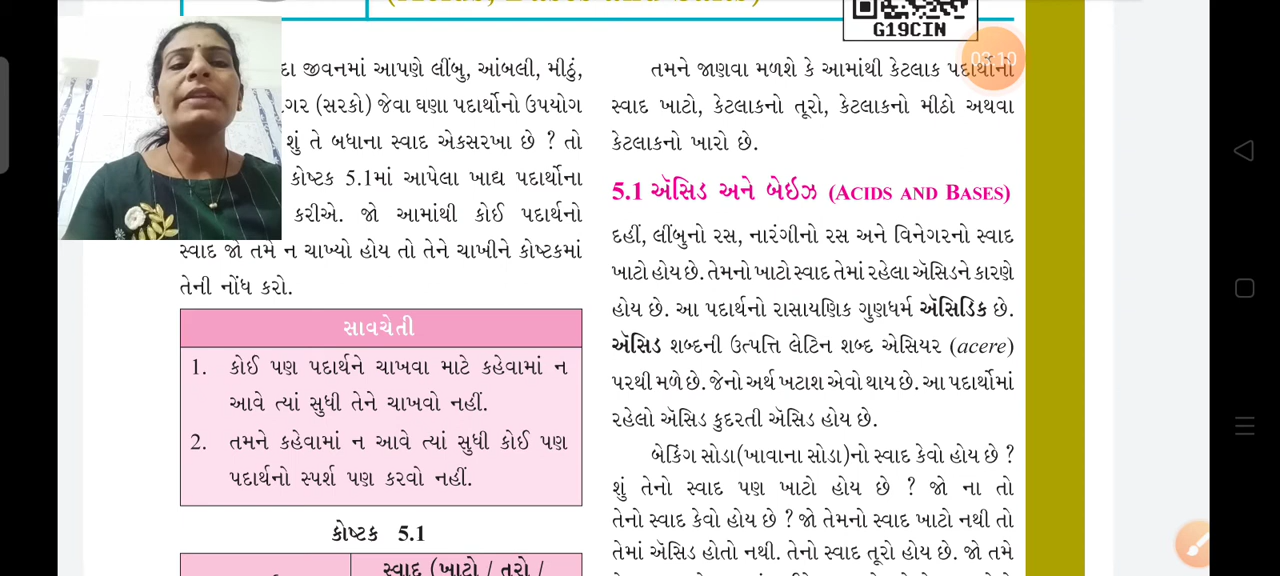 G19CIN
03:10
જીવનમાં આપણે લીંબુ, આંબલી, મીઠું,
(સરકો) જેવા ઘણા પદાર્થોનો ઉપયોગ
શું તે બધાના સ્વાદ એકસરખા છે ? તો
કોષ્ટક 5.1માં આપેલા ખાદ્ય પદાર્થોના
કરીએ. જો આમાંથી કોઈ પદાર્થનો
સ્વાદ જો તમે ન ચાખ્યો હોય તો તેને ચાખીને કોષ્ટકમાં
તેની નોંધ કરો.
સાવચેતી
1. કોઈ પણ પદાર્થને ચાખવા માટે કહેવામાં ન
આવે ત્યાં સુધી તેને ચાખવો નહીં.
2. તમને કહેવામાં ન આવે ત્યાં સુધી કોઈ પણ
પદાર્થનો સ્પર્શ પણ કરવો નહીં.
કોષ્ટક 5.1
સ્વાદ (ખાટો / તૂરો /
તમને જાણવા મળશે કે આમાંથી કેટલાક પદાર્થોનો
સ્વાદ ખાટો, કેટલાકનો તૂરો, કેટલાકનો મીઠો અથવા
કેટલાકનો ખારો છે.
5.1 ઍસિડ અને બેઇઝ (ACIDS AND BASES)
દહીં, લીંબુનો રસ, નારંગીનો રસ અને વિનેગરનો સ્વાદ
ખાટો હોય છે. તેમનો ખાટો સ્વાદ તેમાં રહેલા ઍસિડને કારણે
હોય છે. આ પદાર્થનો રાસાયણિક ગુણધર્મ ઍસિડિક છે.
ઍસિડ શબ્દની ઉત્પત્તિ લેટિન શબ્દ એસિયર (acere)
પરથી મળે છે. જેનો અર્થ ખટાશ એવો થાય છે. આ પદાર્થોમાં
રહેલો ઍસિડ કુદરતી ઍસિડ હોય છે.
બેકિંગ સોડા(ખાવાના સોડા)નો સ્વાદ કેવો હોય છે ?
શું તેનો સ્વાદ પણ ખાટો હોય છે ? જો ના તો
તેનો સ્વાદ કેવો હોય છે ? જો તેમનો સ્વાદ ખાટો નથી તો
તેમાં ઍસિડ હોતો નથી. તેનો સ્વાદ તૂરો હોય છે. જો તમે